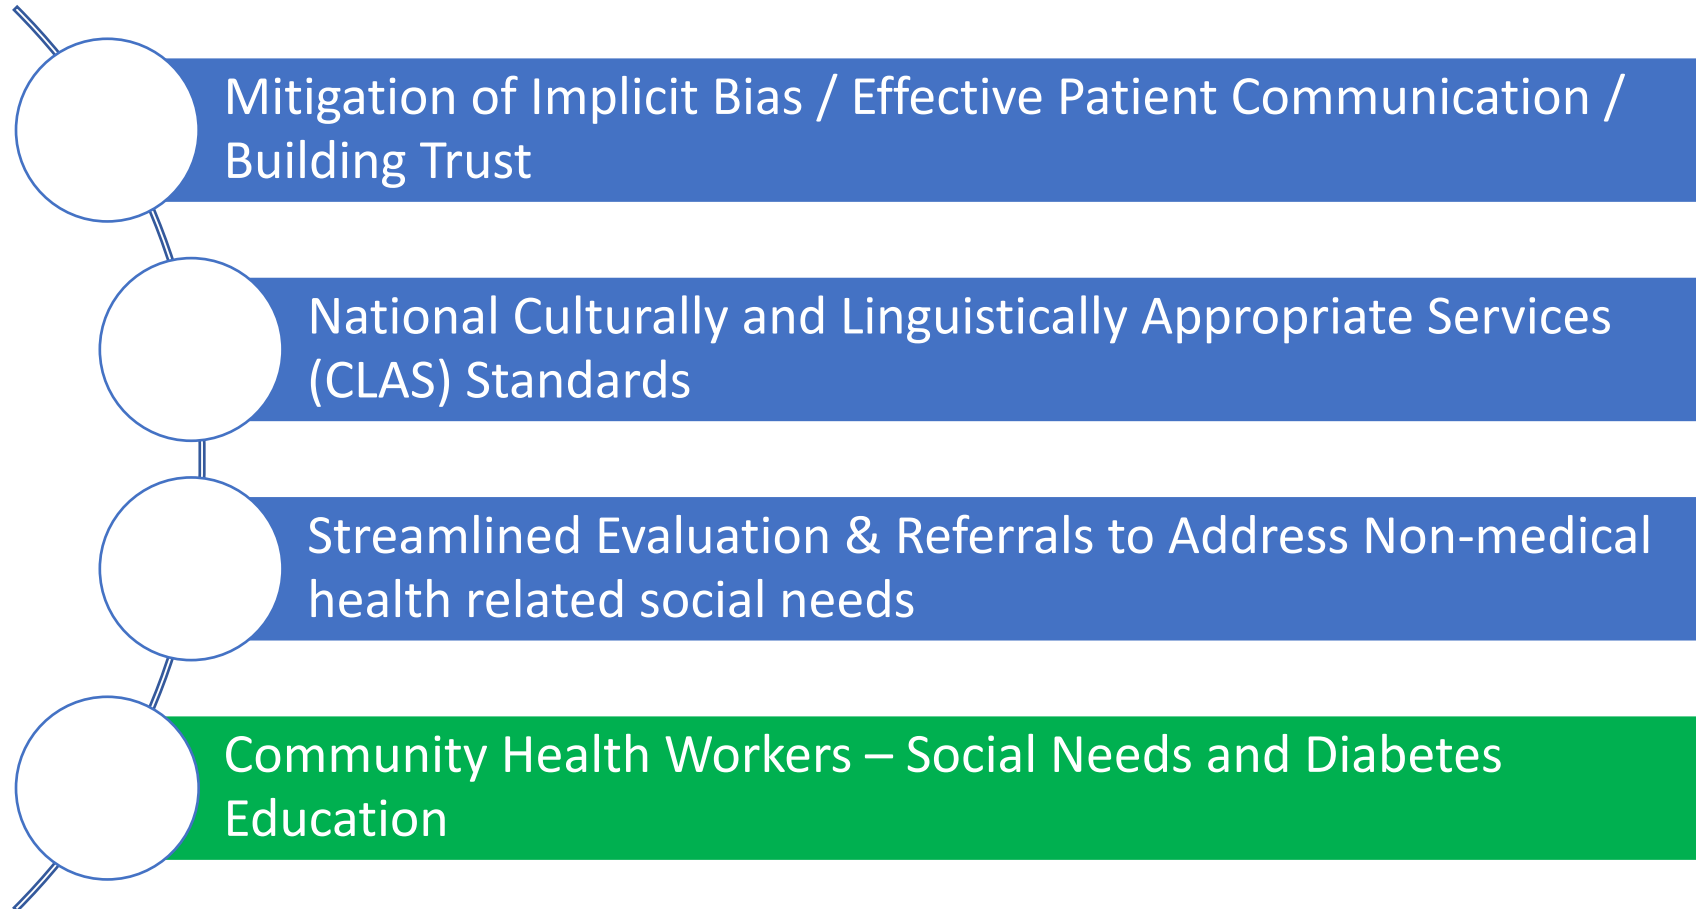 Mitigation of Implicit Bias / Effective Patient Communication /
Building Trust
National Culturally and Linguistically Appropriate Services
(CLAS) Standards
Streamlined Evaluation & Referrals to Address Non-medical
health related social needs
Community Health Workers – Social Needs and Diabetes
Education